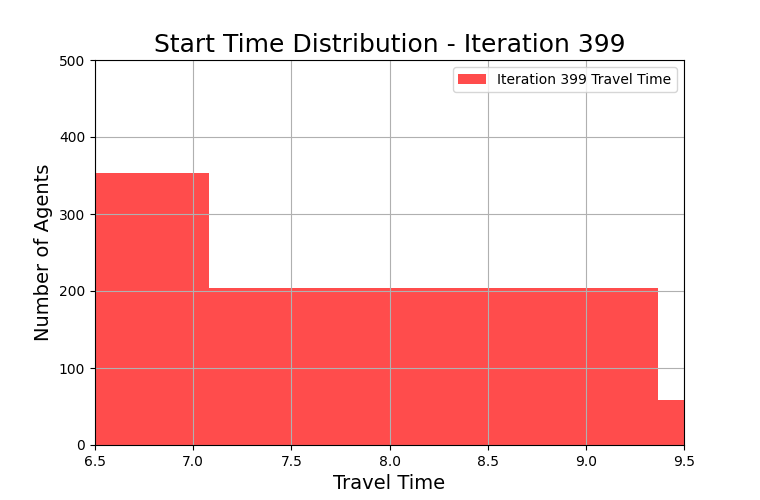 Start Time Distribution - Iteration 399
Iteration 399 Travel Time
Number of Agents
500
400
300
200
100
0
6.5 7.0 7.5 8.0 8.5 9.0 9.5
Travel Time